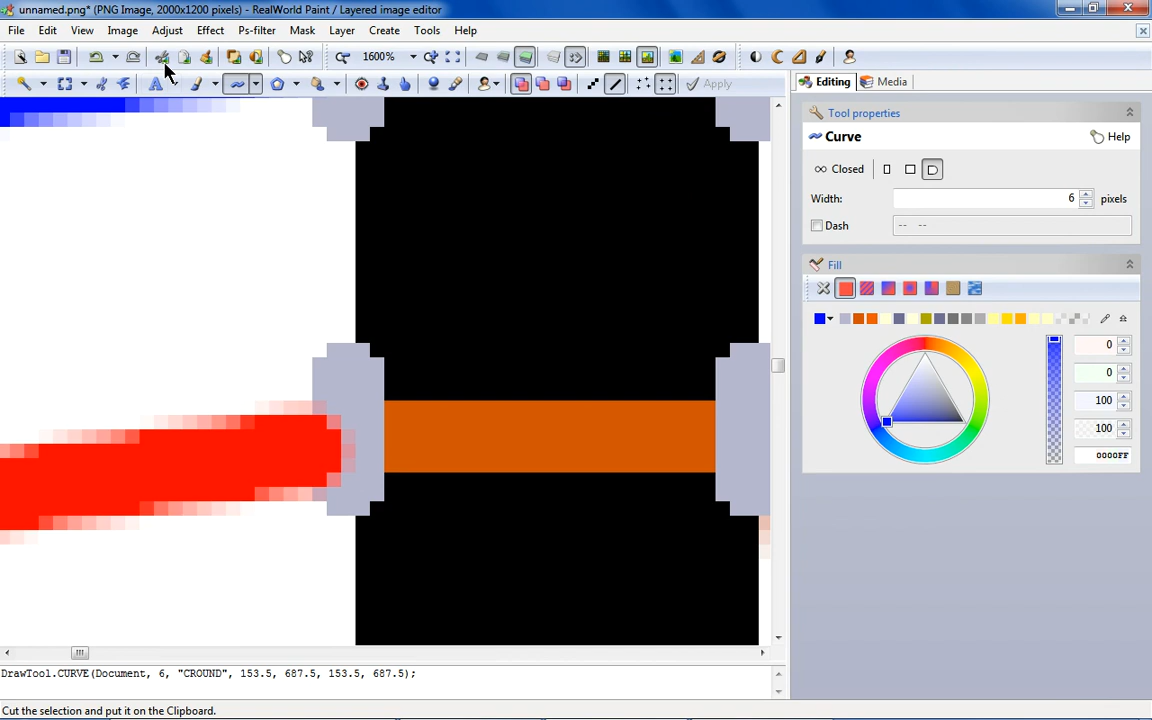 unnamed.png* (PNG Image, 2000x1200 pixels) - RealWorld Paint / Layered image editor
File Edit View Image Adjust Effect Ps-filter Mask Layer Create Tools Help
1600%
Apply
Editing Media
Tool properties
Curve Help
Closed
Width: 6 pixels
Dash -- --
Fill
0
0
100
100
0000FF
DrawTool.CURVE(Document, 6, "CROUND", 153.5, 687.5, 153.5, 687.5);
Cut the selection and put it on the Clipboard.